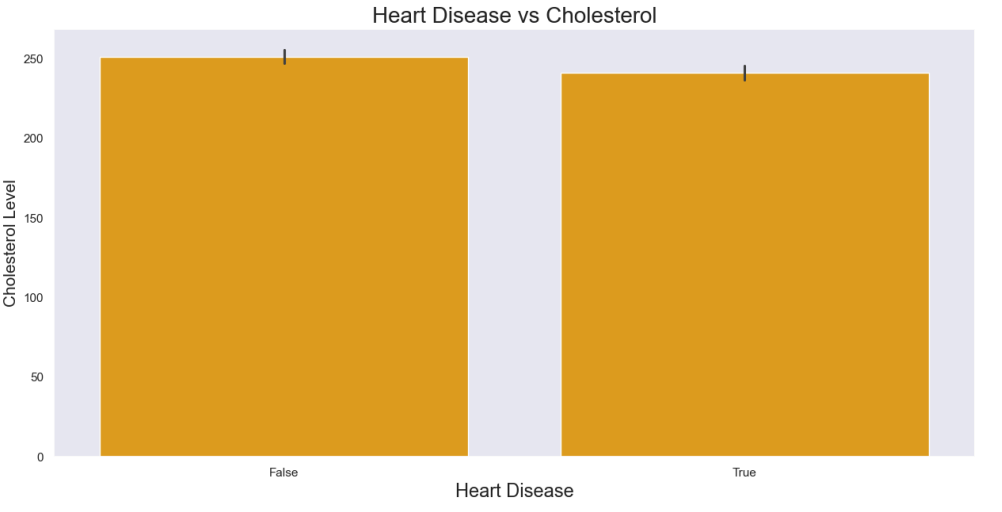 Heart Disease vs Cholesterol
Cholesterol Level
250
200
150
100
50
0
False
True
Heart Disease